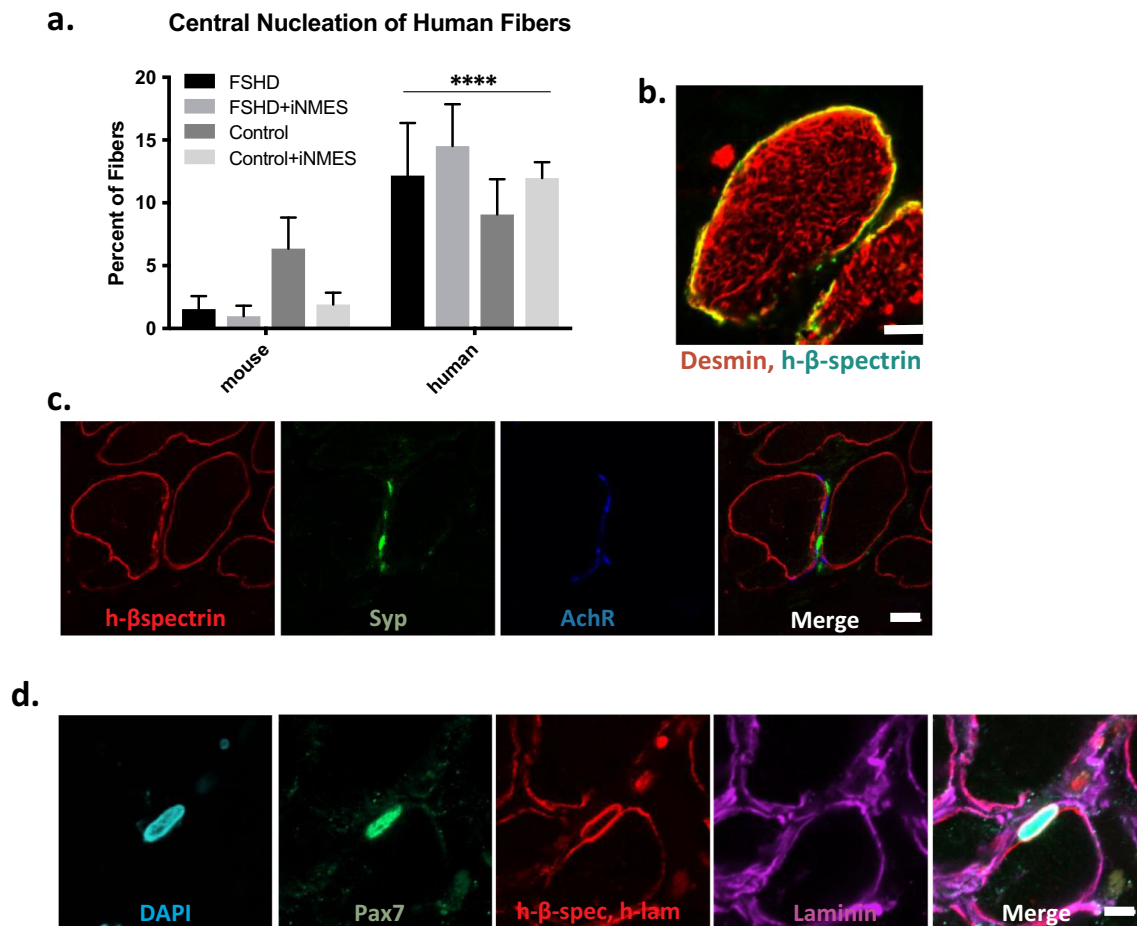 a.
Central Nucleation of Human Fibers
20
15
10
5
0
Percent of Fibers
FSHD
FSHD+iNMES
Control
Control+iNMES
****
mouse
human
b.
Desmin, h-β-spectrin
c.
h-βspectrin
Syp
AchR
Merge
d.
DAPI
Pax7
h-β-spec, h-lam
Laminin
Merge